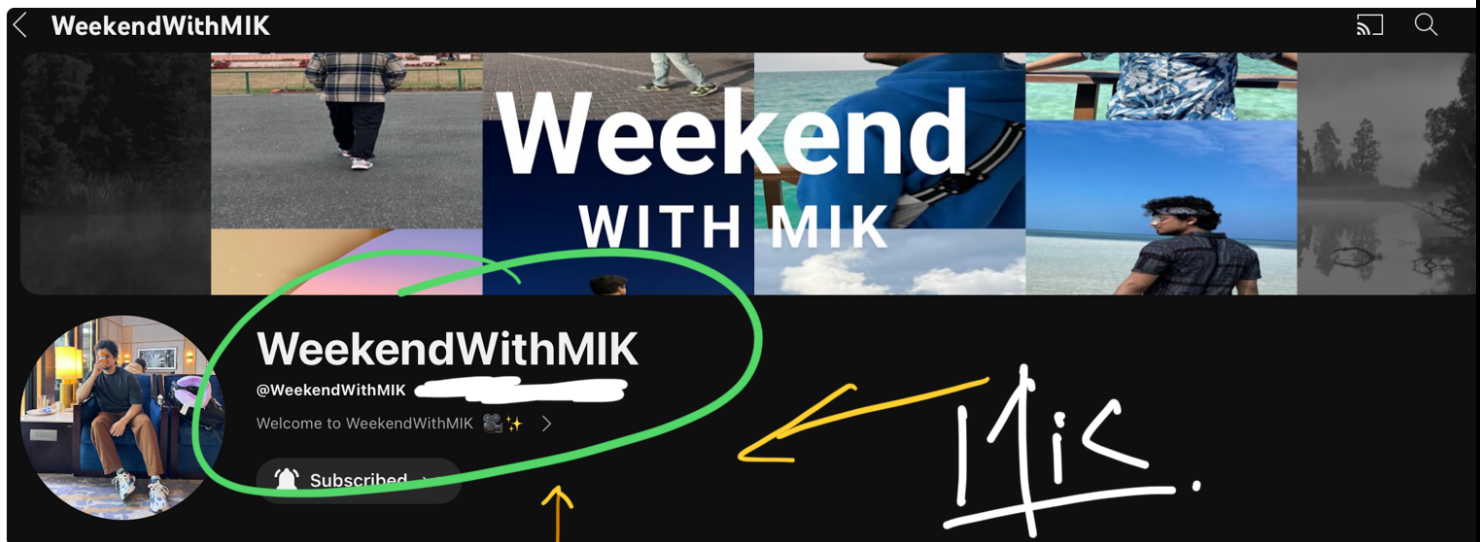 WeekendWithMIK
Weekend
WITH MIK
WeekendWithMIK
@WeekendWithMIK
Welcome to WeekendWithMIK 🎥✨ >
Subscribed
Mik.